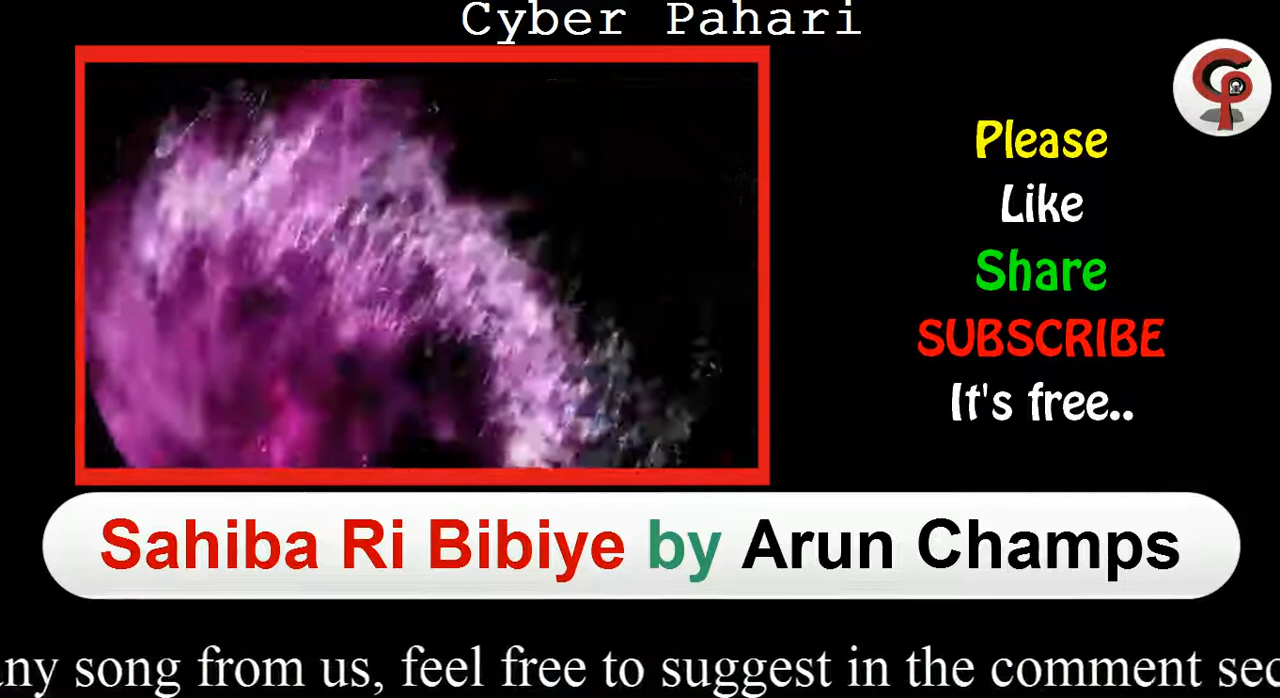 Cyber Pahari
Please
Like
Share
SUBSCRIBE
It's free..
Sahiba Ri Bibiye by Arun Champs
any song from us, feel free to suggest in the comment sec